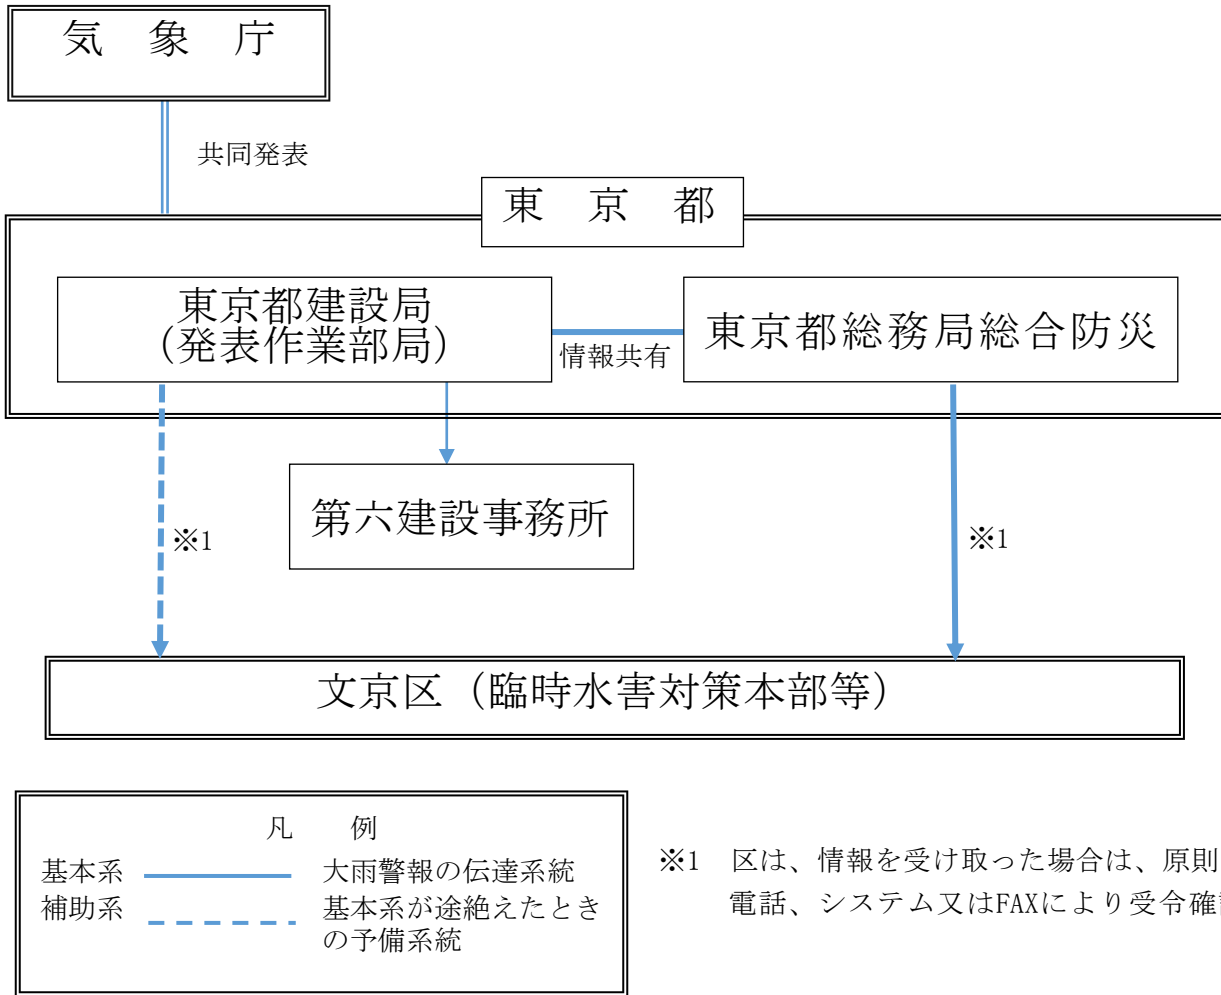 気　象　庁
共同発表
東　京　都
東京都建設局
（発表作業部局）
情報共有
東京都総務局総合防災
第六建設事務所
※1
※1
文京区（臨時水害対策本部等）
凡　　例
基本系　大雨警報の伝達系統
補助系　基本系が途絶えたとき
の予備系統
※1　区は、情報を受け取った場合は、原則
電話、システム又はFAXにより受令確